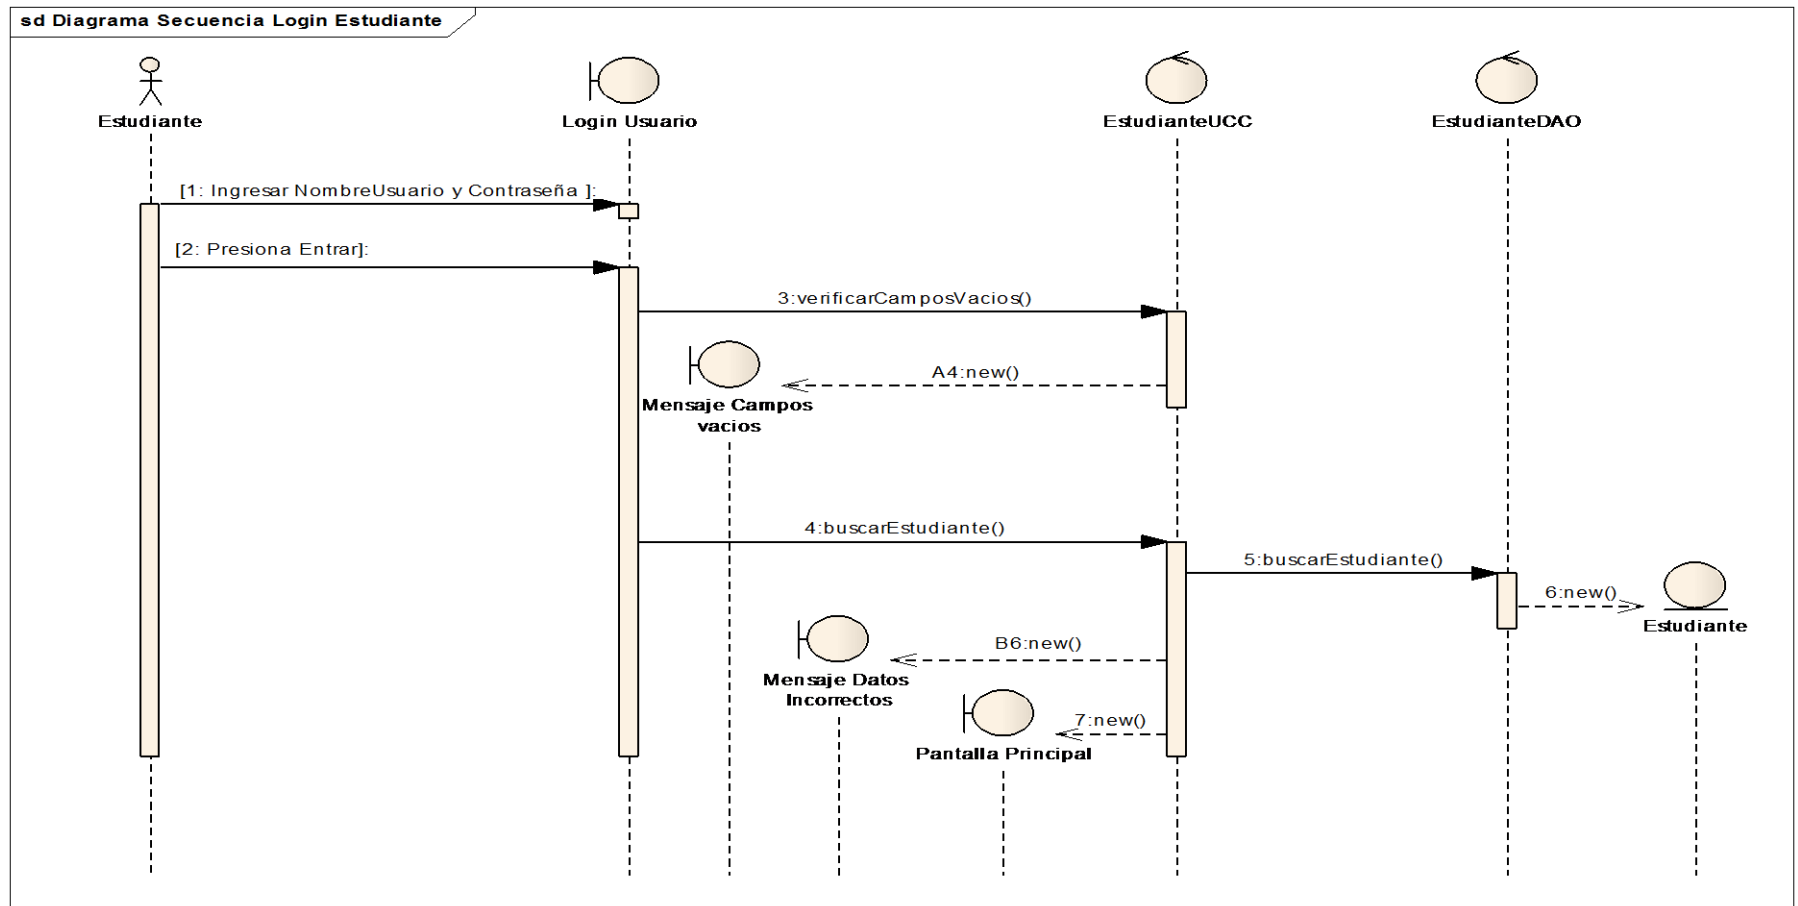 sd Diagrama Secuencia Login Estudiante
Estudiante
Login Usuario
EstudianteUCC
EstudianteDAO
[1: Ingresar NombreUsuario y Contraseña ]:
[2: Presiona Entrar]:
3:verificarCamposVacios()
A4:new()
Mensaje Campos
vacios
4:buscarEstudiante()
5:buscarEstudiante()
6:new()
Estudiante
B6:new()
Mensaje Datos
Incorrectos
7:new()
Pantalla Principal